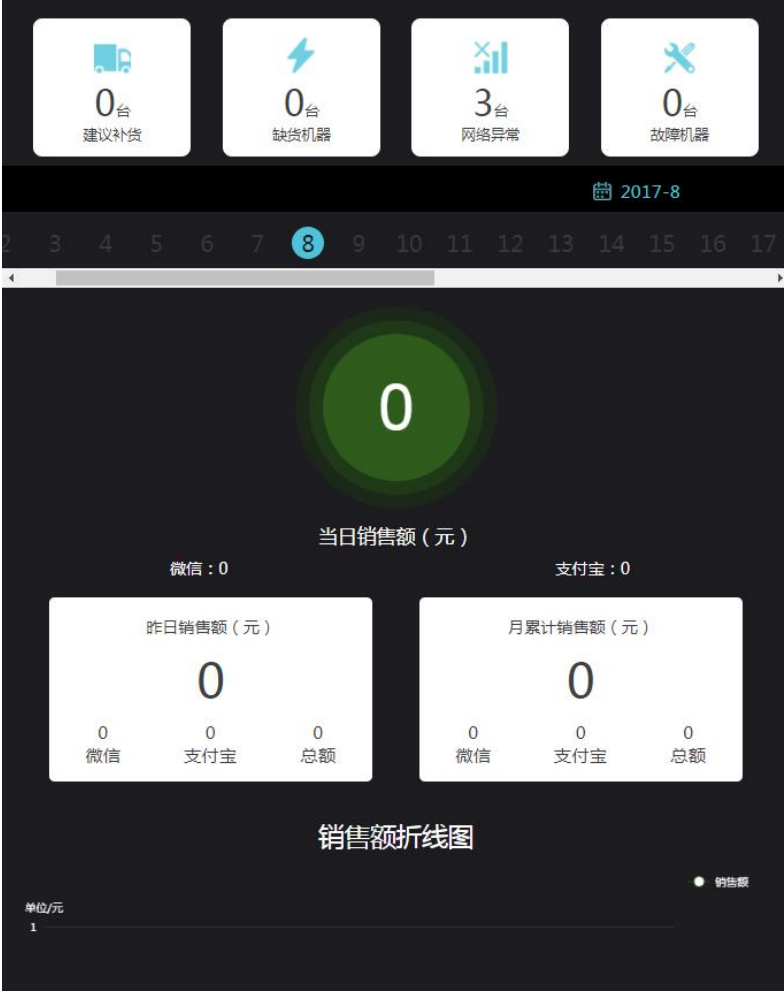 0台 0台 3台 0台
建议补货 缺货机器 网络异常 故障机器
2017-8
2 3 4 5 6 7 8 9 10 11 12 13 14 15 16 17
0
当日销售额（元）
微信：0 支付宝：0
昨日销售额（元） 月累计销售额（元）
0 0
0 0 0 0 0 0
微信 支付宝 总额 微信 支付宝 总额
销售额折线图
销售额
单位/元
1